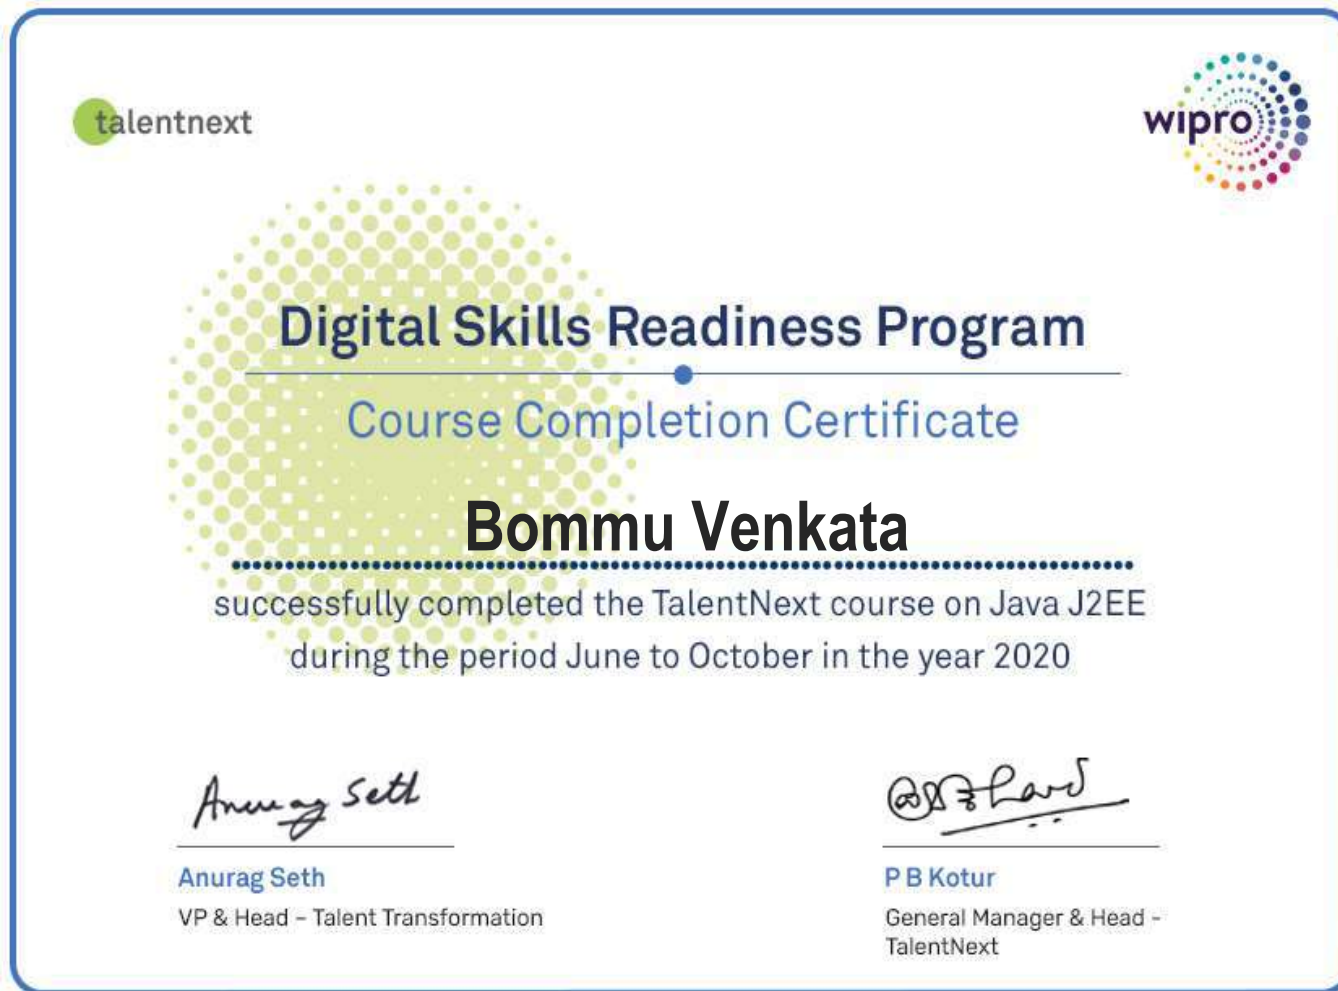 talentnext
wipro
Digital Skills Readiness Program
Course Completion Certificate
Bommu Venkata
successfully completed the TalentNext course on Java J2EE
during the period June to October in the year 2020
Anurag Seth
Anurag Seth
VP & Head – Talent Transformation
P B Kotur
General Manager & Head -
TalentNext